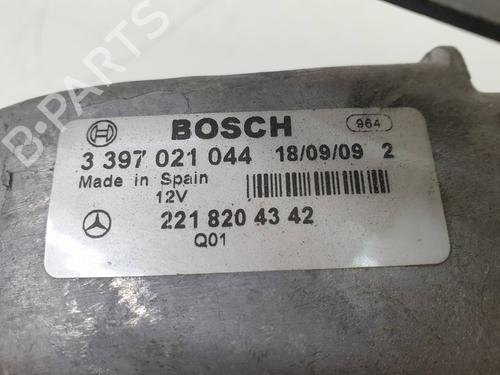 BOSCH 964
3 397 021 044 18/09/09 2
Made in Spain
12V
221 820 43 42
Q01
B-PARTS